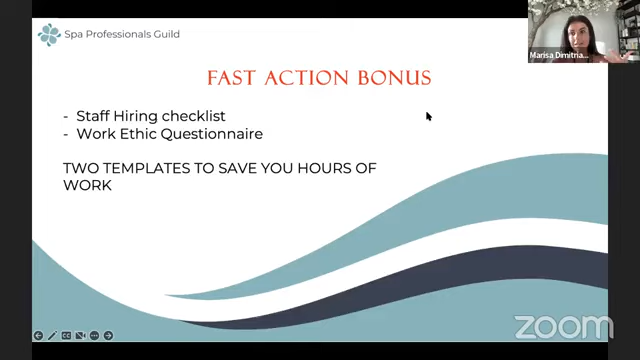 Spa Professionals Guild
Marisa Dimitria...
FAST ACTION BONUS
- Staff Hiring checklist
- Work Ethic Questionnaire
TWO TEMPLATES TO SAVE YOU HOURS OF
WORK
CC
zoom